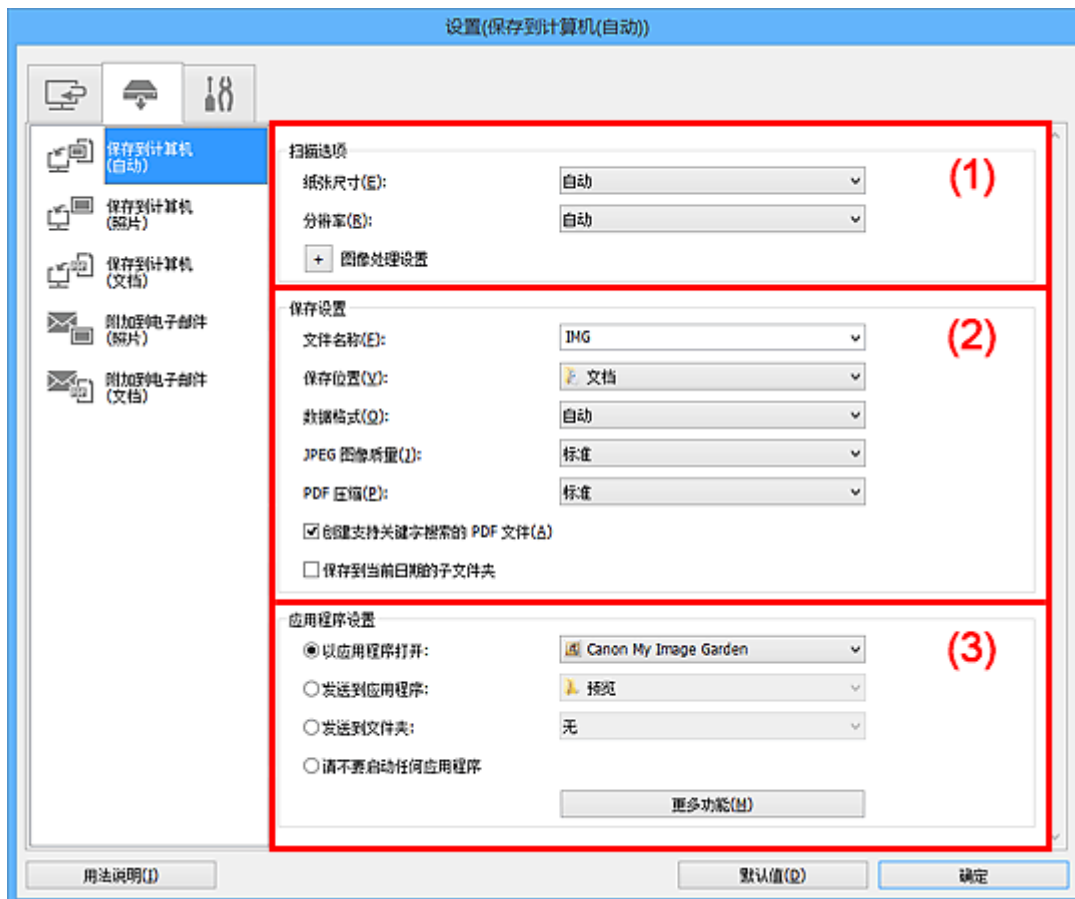 设置(保存到计算机(自动))
保存到计算机
(自动)
保存到计算机
(照片)
保存到计算机
(文档)
附加到电子邮件
(照片)
附加到电子邮件
(文档)
扫描选项
(1)
纸张尺寸(E): 自动
分辨率(R): 自动
+ 图像处理设置
保存设置
(2)
文件名称(F): IMG
保存位置(V): 文档
数据格式(O): 自动
JPEG 图像质量(J): 标准
PDF 压缩(P): 标准
创建支持关键字搜索的 PDF 文件(A)
保存到当前日期的子文件夹
应用程序设置
(3)
以应用程序打开: Canon My Image Garden
发送到应用程序: 预览
发送到文件夹: 无
请不要启动任何应用程序
更多功能(M)
用法说明(I)
默认值(D)
确定